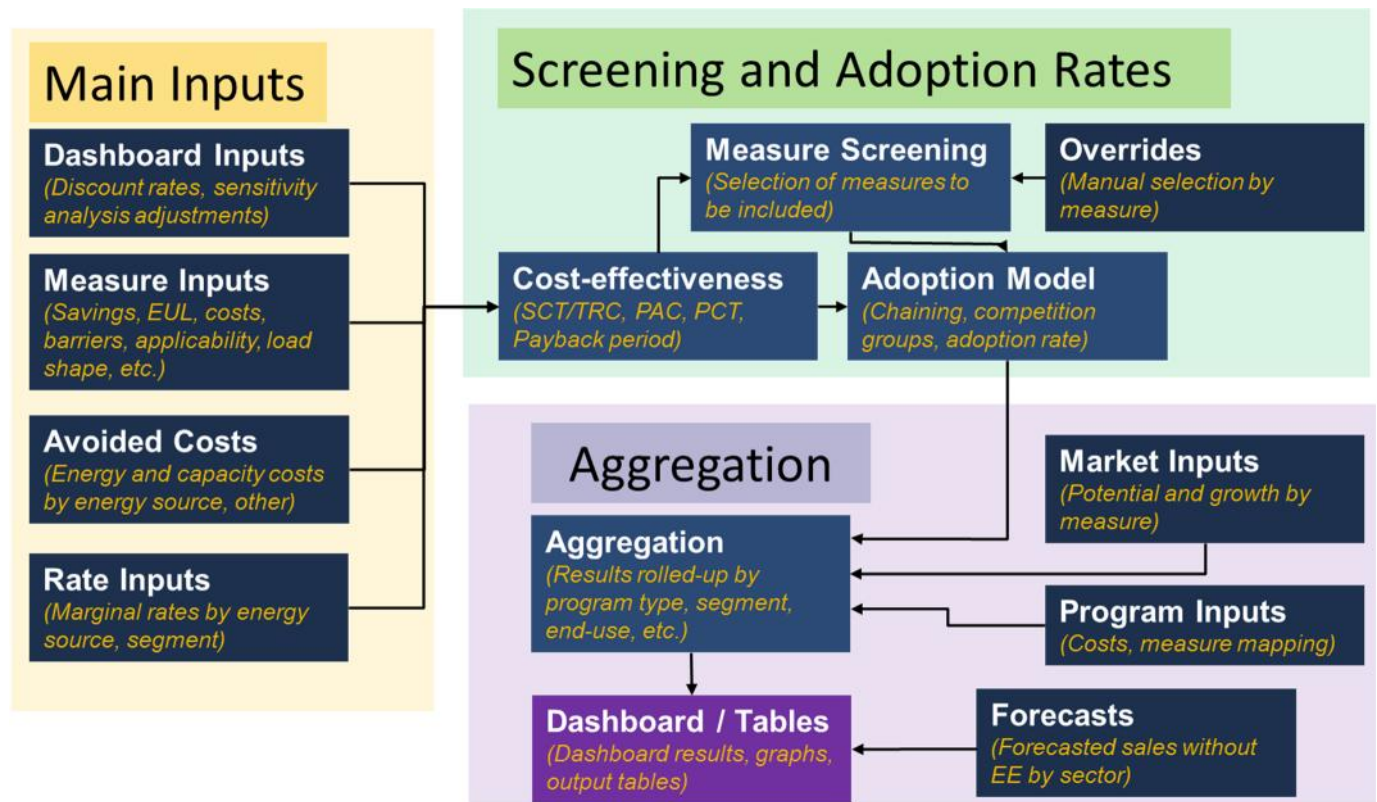 Main Inputs
Dashboard Inputs
(Discount rates, sensitivity
analysis adjustments)
Measure Inputs
(Savings, EUL, costs,
barriers, applicability, load
shape, etc.)
Avoided Costs
(Energy and capacity costs
by energy source, other)
Rate Inputs
(Marginal rates by energy
source, segment)
Screening and Adoption Rates
Measure Screening
(Selection of measures to
be included)
Overrides
(Manual selection by
measure)
Cost-effectiveness
(SCT/TRC, PAC, PCT,
Payback period)
Adoption Model
(Chaining, competition
groups, adoption rate)
Aggregation
Aggregation
(Results rolled-up by
program type, segment,
end-use, etc.)
Market Inputs
(Potential and growth by
measure)
Program Inputs
(Costs, measure mapping)
Dashboard / Tables
(Dashboard results, graphs,
output tables)
Forecasts
(Forecasted sales without
EE by sector)